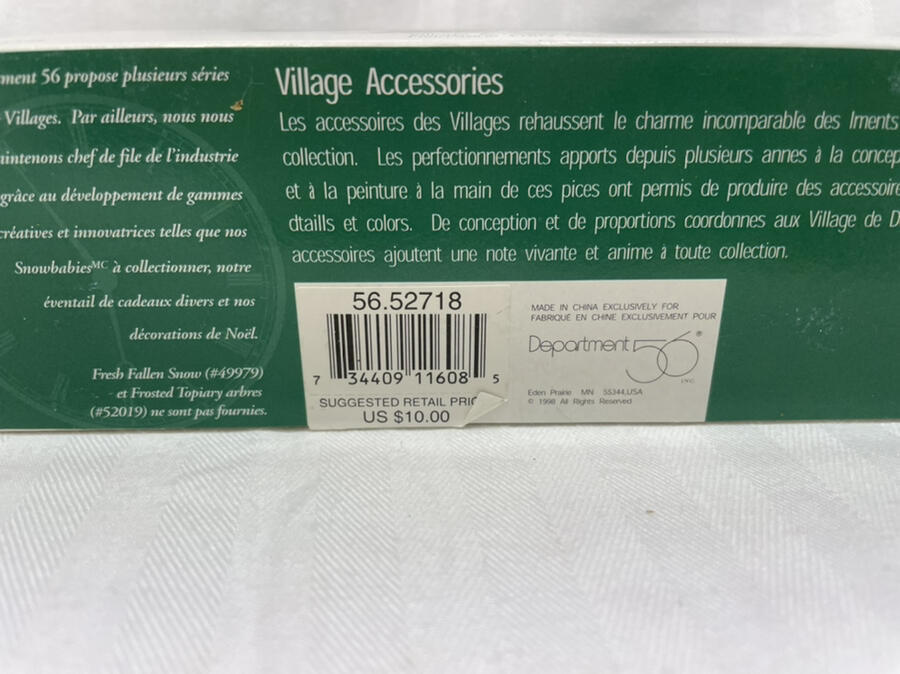 ment 56 propose plusieurs séries
Villages. Par ailleurs, nous nous
intenons chef de file de l'industrie
grâce au développement de gammes
créatives et innovatrices telles que nos
Snowbabies MC à collectionner, notre
éventail de cadeaux divers et nos
décorations de Noël.
Fresh Fallen Snow (#49979)
et Frosted Topiary arbres
(#52019) ne sont pas fournies.
Village Accessories
Les accessoires des Villages rehaussent le charme incomparable des lments
collection. Les perfectionnements apports depuis plusieurs annes à la concep
et à la peinture à la main de ces pices ont permis de produire des accessoire
dtaills et colors. De conception et de proportions coordonnes aux Village de D
accessoires ajoutent une note vivante et anime à toute collection.
56.52718
7 34409 11608 5
SUGGESTED RETAIL PRIC
US $10.00
MADE IN CHINA EXCLUSIVELY FOR
FABRIQUÉ EN CHINE EXCLUSIVEMENT POUR
Department 56®
INC
Eden Prairie MN 55344,USA
© 1998 All Rights Reserved